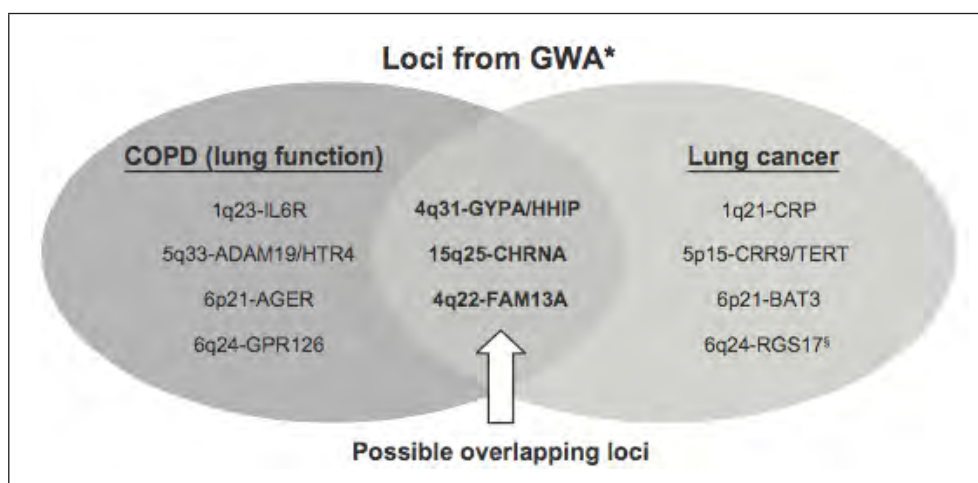 Loci from GWA*
COPD (lung function)
1q23-IL6R
5q33-ADAM19/HTR4
6p21-AGER
6q24-GPR126
4q31-GYPA/HHIP
15q25-CHRNA
4q22-FAM13A
Lung cancer
1q21-CRP
5p15-CRR9/TERT
6p21-BAT3
6q24-RGS17§
Possible overlapping loci